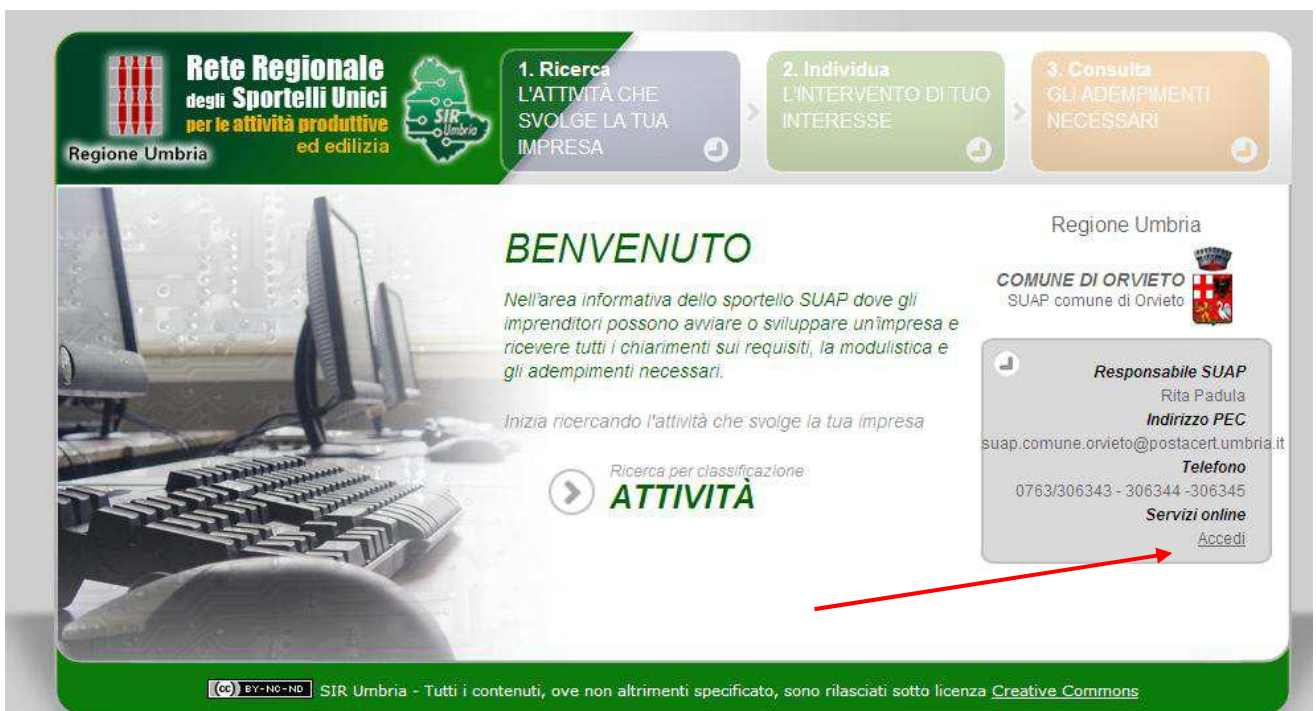 Rete Regionale
degli Sportelli Unici
per le attività produttive
ed edilizia
Regione Umbria
SIR
Umbria
1. Ricerca
L'ATTIVITÀ CHE
SVOLGE LA TUA
IMPRESA
2. Individua
L'INTERVENTO DI TUO
INTERESSE
3. Consulta
GLI ADEMPIMENTI
NECESSARI
BENVENUTO
Nell'area informativa dello sportello SUAP dove gli
imprenditori possono avviare o sviluppare un'impresa e
ricevere tutti i chiarimenti sui requisiti, la modulistica e
gli adempimenti necessari.
Inizia ricercando l'attività che svolge la tua impresa
Ricerca per classificazione
ATTIVITÀ
Regione Umbria
COMUNE DI ORVIETO
SUAP comune di Orvieto
Responsabile SUAP
Rita Padula
Indirizzo PEC
suap.comune.orvieto@postacert.umbria.it
Telefono
0763/306343 - 306344 -306345
Servizi online
Accedi
(cc) BY-NC-ND SIR Umbria - Tutti i contenuti, ove non altrimenti specificato, sono rilasciati sotto licenza Creative Commons